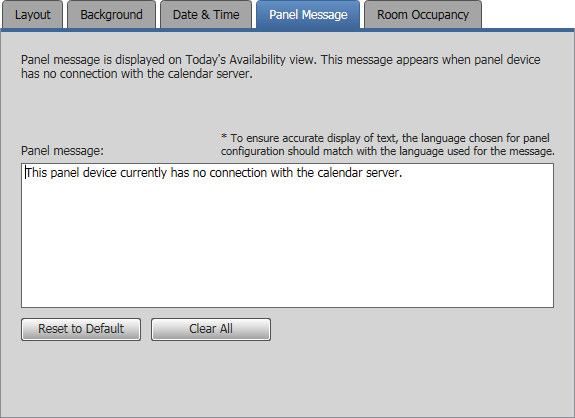 Layout Background Date & Time Panel Message Room Occupancy
Panel message is displayed on Today's Availability view. This message appears when panel device
has no connection with the calendar server.
* To ensure accurate display of text, the language chosen for panel
configuration should match with the language used for the message.
Panel message:
This panel device currently has no connection with the calendar server.
Reset to Default Clear All